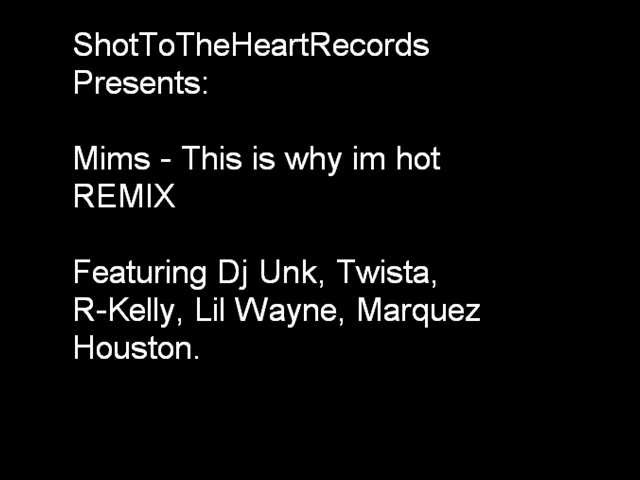 ShotToTheHeartRecords
Presents:
Mims - This is why im hot
REMIX
Featuring Dj Unk, Twista,
R-Kelly, Lil Wayne, Marquez
Houston.